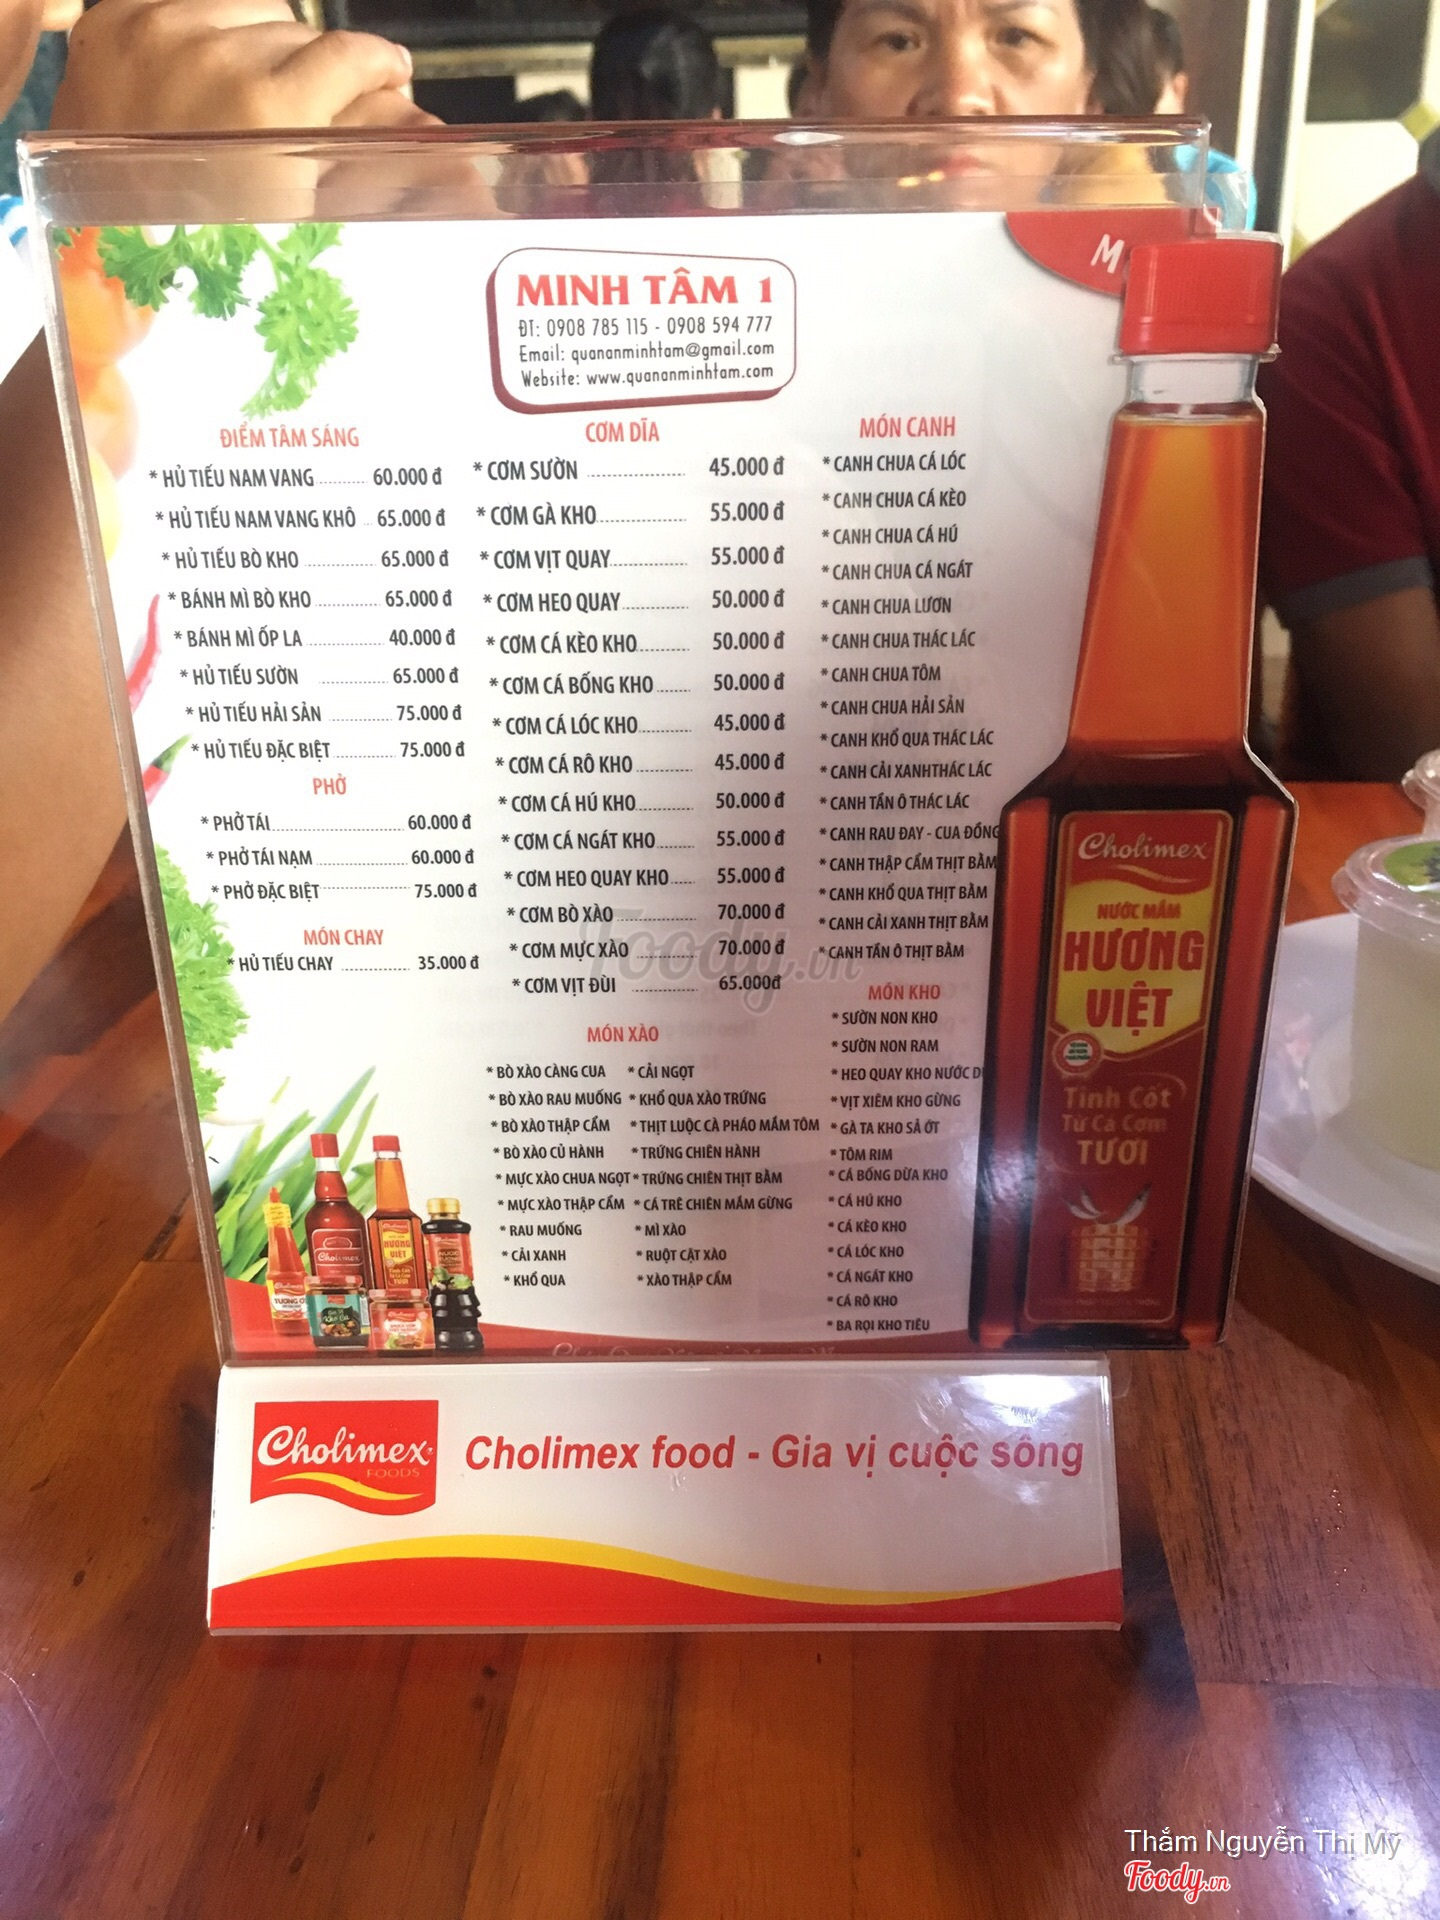 MINH TÂM 1
ĐT: 0908 785 115 - 0908 594 777
Email: quananminhtam@gmail.com
Website: www.quananminhtam.com
ĐIỂM TÂM SÁNG
* HỦ TIẾU NAM VANG 60.000 đ
* HỦ TIẾU NAM VANG KHÔ 65.000 đ
* HỦ TIẾU BÒ KHO 65.000 đ
* BÁNH MÌ BÒ KHO 65.000 đ
* BÁNH MÌ ỐP LA 40.000 đ
* HỦ TIẾU SƯỜN 65.000 đ
* HỦ TIẾU HẢI SẢN 75.000 đ
* HỦ TIẾU ĐẶC BIỆT 75.000 đ
PHỞ
* PHỞ TÁI 60.000 đ
* PHỞ TÁI NẠM 60.000 đ
* PHỞ ĐẶC BIỆT 75.000 đ
MÓN CHAY
* HỦ TIẾU CHAY 35.000 đ
CƠM DĨA
* CƠM SƯỜN 45.000 đ
* CƠM GÀ KHO 55.000 đ
* CƠM VỊT QUAY 55.000 đ
* CƠM HEO QUAY 50.000 đ
* CƠM CÁ KÈO KHO 50.000 đ
* CƠM CÁ BỐNG KHO 50.000 đ
* CƠM CÁ LÓC KHO 45.000 đ
* CƠM CÁ RÔ KHO 45.000 đ
* CƠM CÁ HÚ KHO 50.000 đ
* CƠM CÁ NGÁT KHO 55.000 đ
* CƠM HEO QUAY KHO 55.000 đ
* CƠM BÒ XÀO 70.000 đ
* CƠM MỰC XÀO 70.000 đ
* CƠM VỊT ĐÙI 65.000đ
MÓN XÀO
* BÒ XÀO CÀNG CUA
* BÒ XÀO RAU MUỐNG
* BÒ XÀO THẬP CẨM
* BÒ XÀO CỦ HÀNH
* MỰC XÀO CHUA NGỌT
* MỰC XÀO THẬP CẨM
* RAU MUỐNG
* CẢI XANH
* KHỔ QUA
* CẢI NGỌT
* KHỔ QUA XÀO TRỨNG
* THỊT LUỘC CÀ PHÁO MẮM TÔM
* TRỨNG CHIÊN HÀNH
* TRỨNG CHIÊN THỊT BẰM
* CÁ TRÊ CHIÊN MẮM GỪNG
* MÌ XÀO
* RUỘT CẬT XÀO
* XÀO THẬP CẨM
MÓN CANH
* CANH CHUA CÁ LÓC
* CANH CHUA CÁ KÈO
* CANH CHUA CÁ HÚ
* CANH CHUA CÁ NGÁT
* CANH CHUA LƯƠN
* CANH CHUA THÁC LÁC
* CANH CHUA TÔM
* CANH CHUA HẢI SẢN
* CANH KHỔ QUA THÁC LÁC
* CANH CẢI XANHTHÁC LÁC
* CANH TẦN Ô THÁC LÁC
* CANH RAU ĐAY - CUA ĐỒNG
* CANH THẬP CẨM THỊT BẰM
* CANH KHỔ QUA THỊT BẰM
* CANH CẢI XANH THỊT BẰM
* CANH TẦN Ô THỊT BẰM
MÓN KHO
* SƯỜN NON KHO
* SƯỜN NON RAM
* HEO QUAY KHO NƯỚC D
* VỊT XIÊM KHO GỪNG
* GÀ TA KHO SẢ ỚT
* TÔM RIM
* CÁ BỐNG DỪA KHO
* CÁ HÚ KHO
* CÁ KÈO KHO
* CÁ LÓC KHO
* CÁ NGÁT KHO
* CÁ RÔ KHO
* BA RỌI KHO TIÊU
M
Cholimex
NƯỚC MẮM
HƯƠNG
VIỆT
Tinh Cốt
Từ Cá Cơm
TƯƠI
Foody.vn
Cholimex
HƯƠNG
VIỆT
Cholimex
FOODS
Cholimex food - Gia vị cuộc sống
Thắm Nguyễn Thị Mỹ
Foody.vn